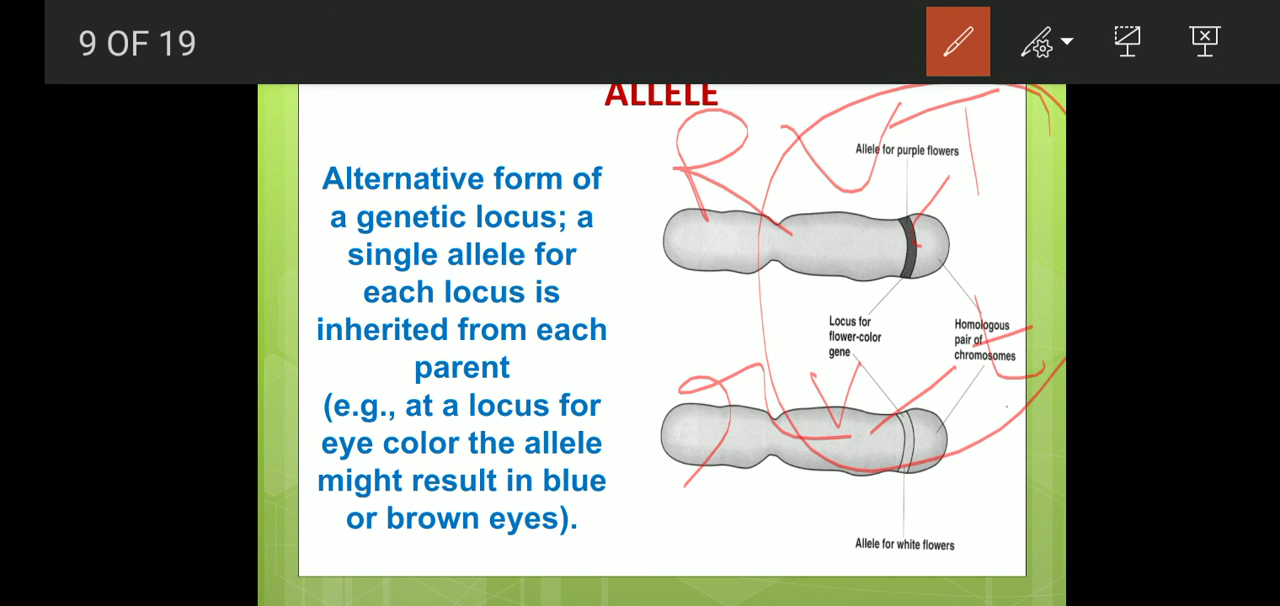 9 OF 19
ALLELE
Alternative form of
a genetic locus; a
single allele for
each locus is
inherited from each
parent
(e.g., at a locus for
eye color the allele
might result in blue
or brown eyes).
Allele for purple flowers
Locus for
flower-color
gene
Homologous
pair of
chromosomes
Allele for white flowers